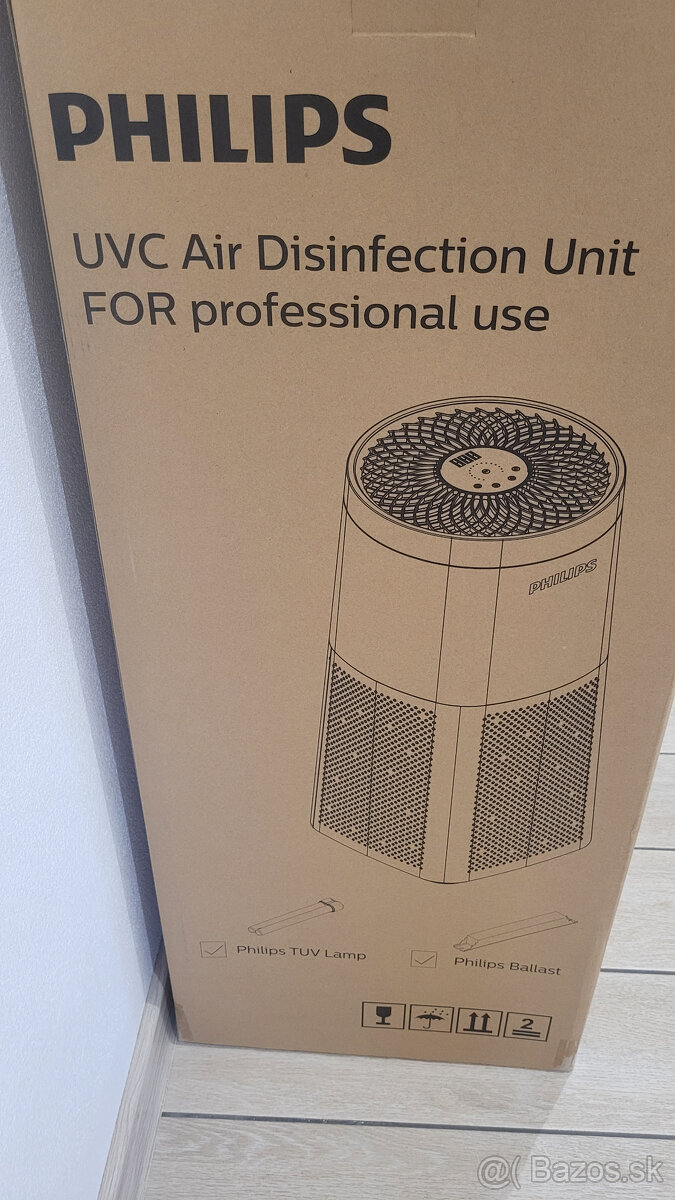 PHILIPS
UVC Air Disinfection Unit
FOR professional use
PHILIPS
Philips TUV Lamp
Philips Ballast
2
@( Bazos.sk